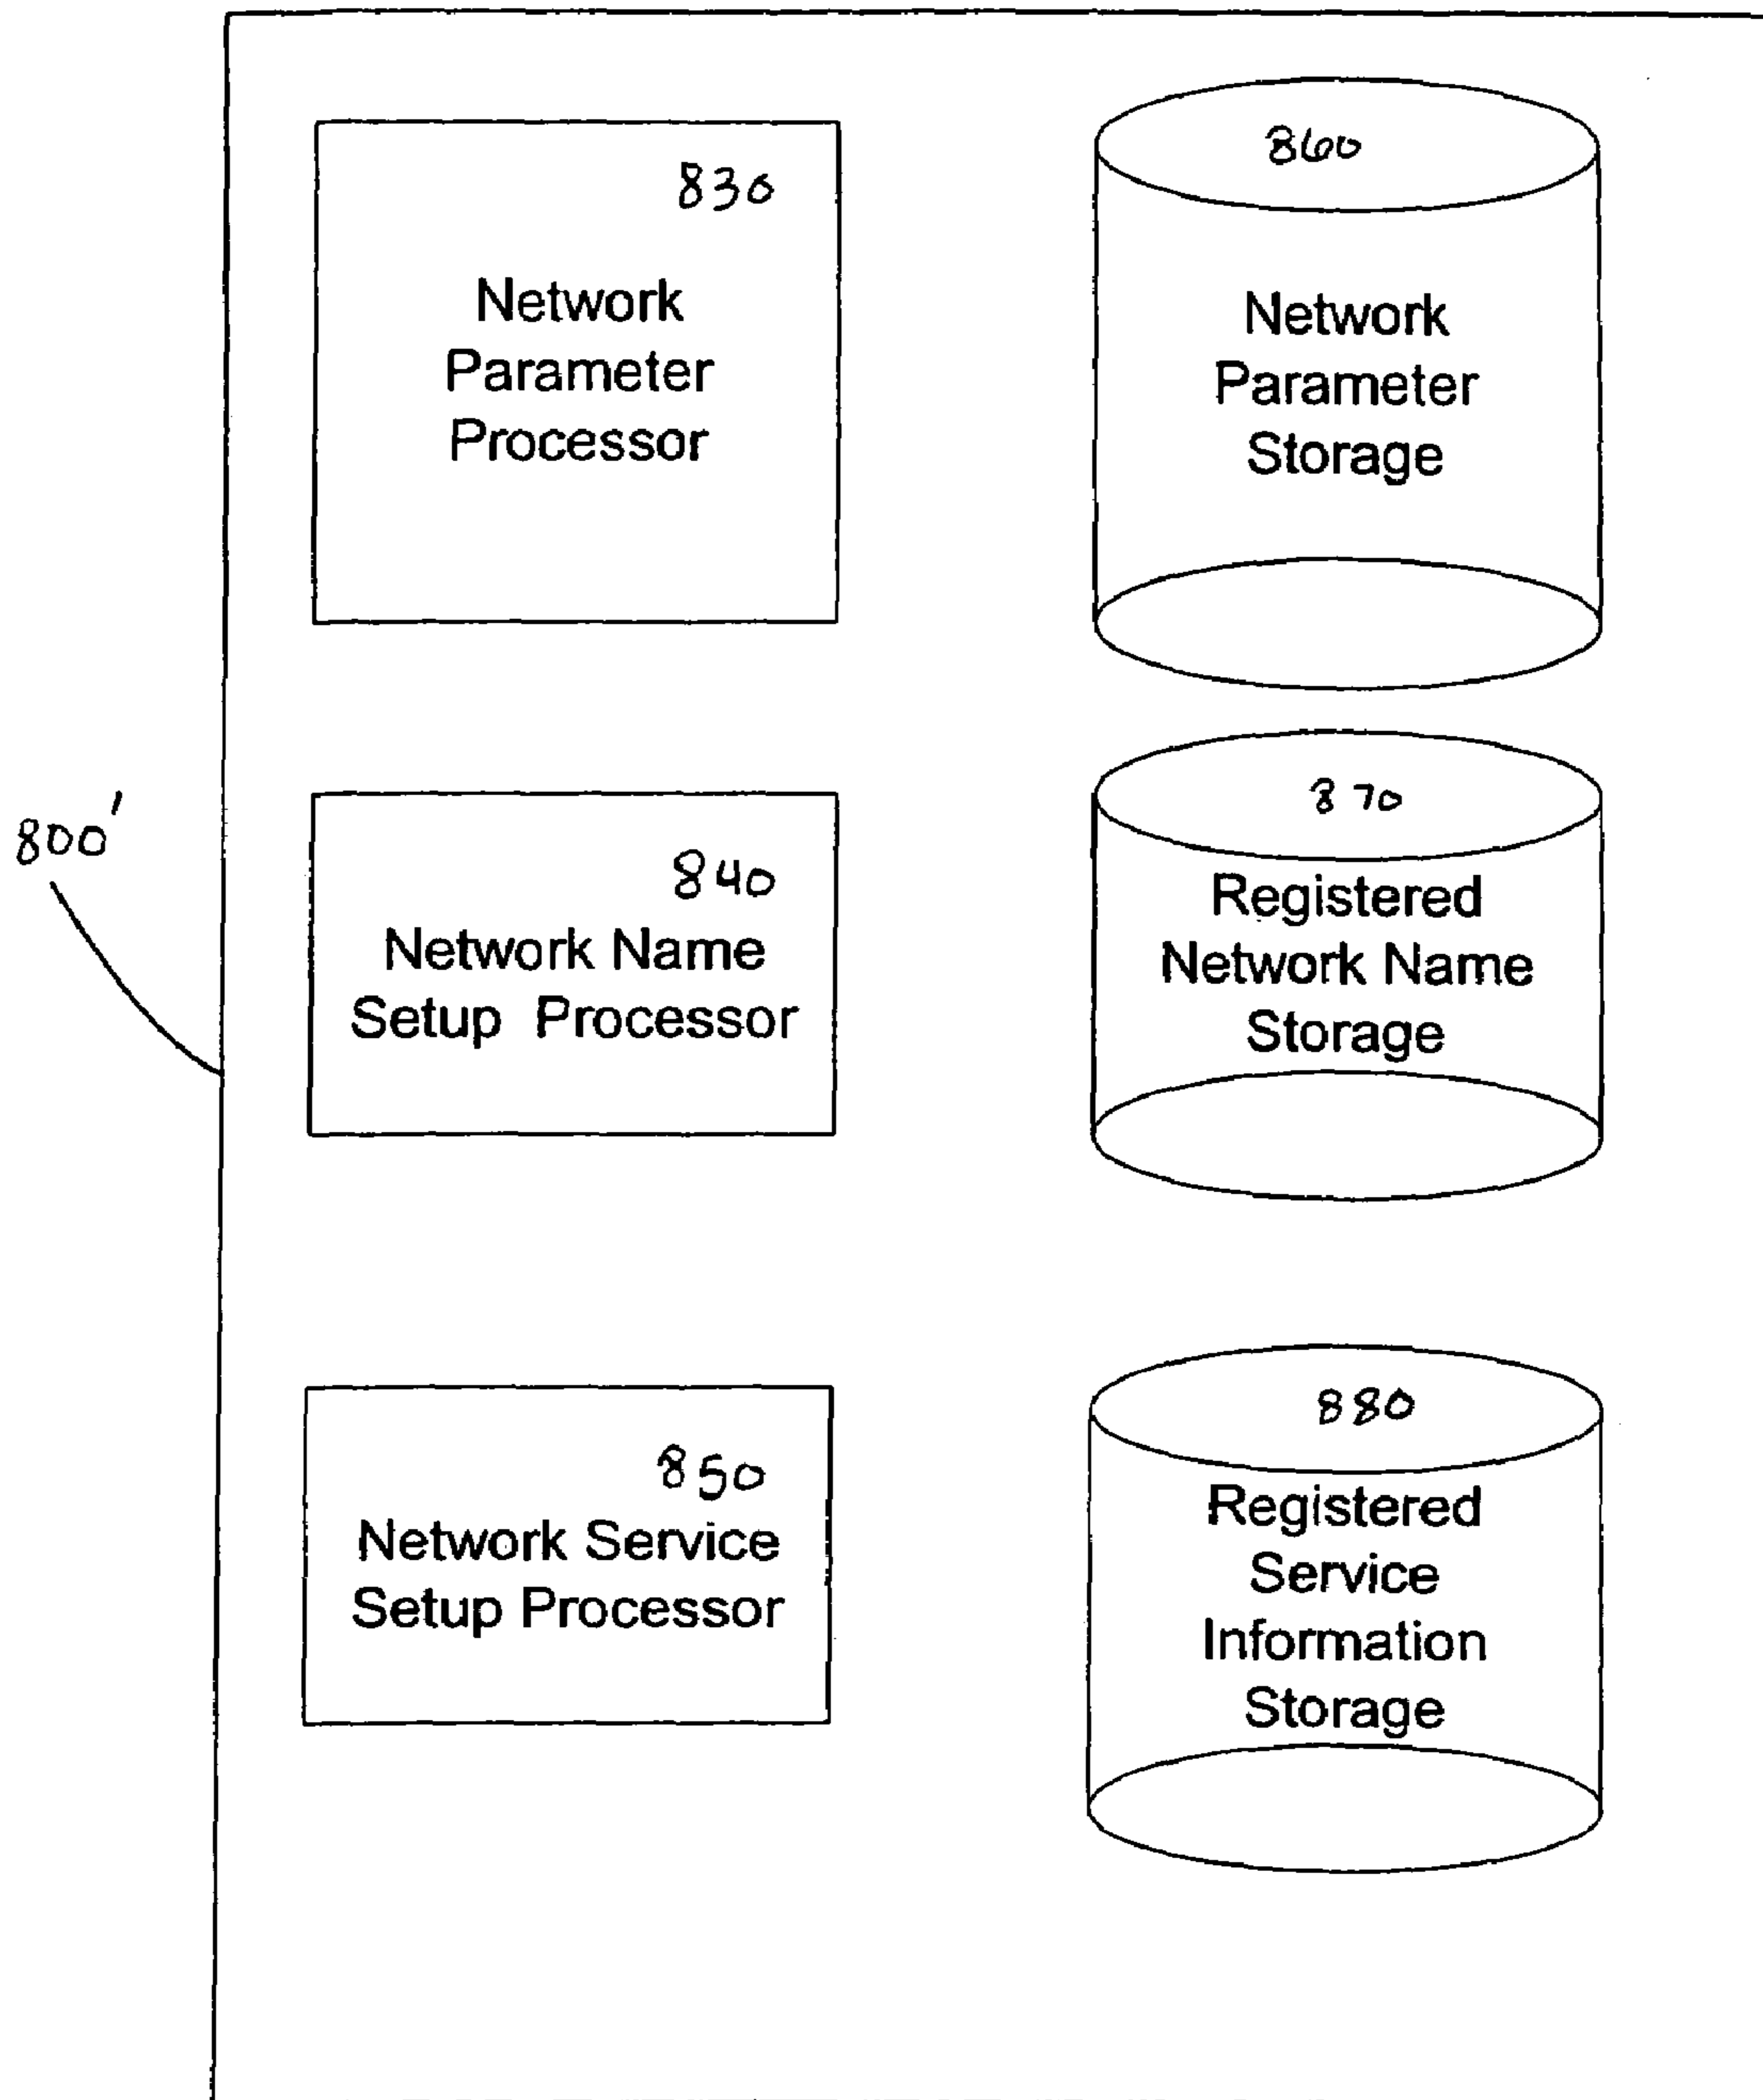 830
Network
Parameter
Processor
860
Network
Parameter
Storage
800'
840
Network Name
Setup Processor
870
Registered
Network Name
Storage
850
Network Service
Setup Processor
880
Registered
Service
Information
Storage